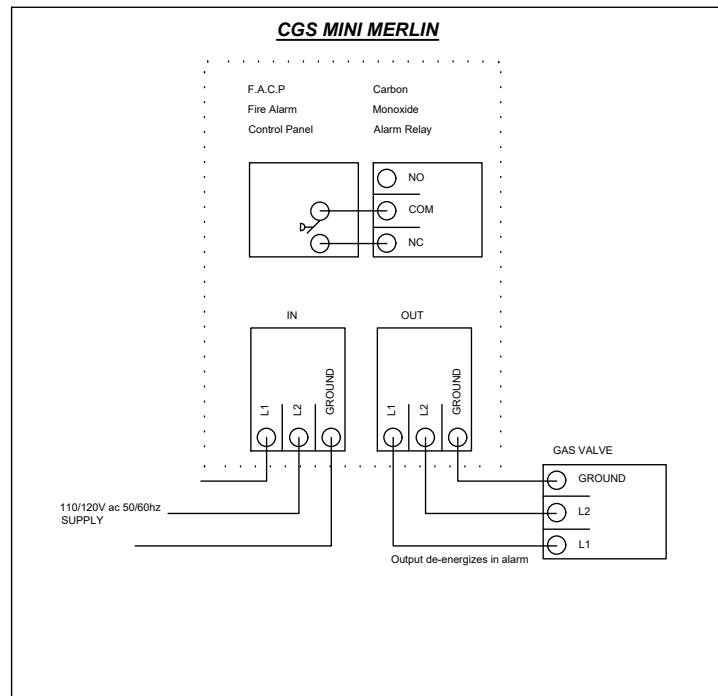 CGS MINI MERLIN
F.A.C.P
Fire Alarm
Control Panel
Carbon
Monoxide
Alarm Relay
NO
COM
NC
IN
OUT
L1
L2
GROUND
L1
L2
GROUND
GAS VALVE
GROUND
L2
L1
110/120V ac 50/60hz
SUPPLY
Output de-energizes in alarm